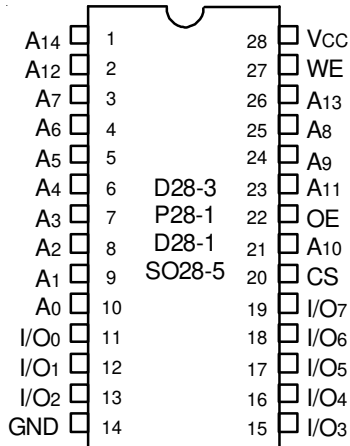 A14 1 28 VCC
A12 2 27 WE
A7 3 26 A13
A6 4 25 A8
A5 5 24 A9
A4 6 D28-3 23 A11
A3 7 P28-1 22 OE
A2 8 D28-1 21 A10
A1 9 SO28-5 20 CS
A0 10 19 I/O7
I/O0 11 18 I/O6
I/O1 12 17 I/O5
I/O2 13 16 I/O4
GND 14 15 I/O3